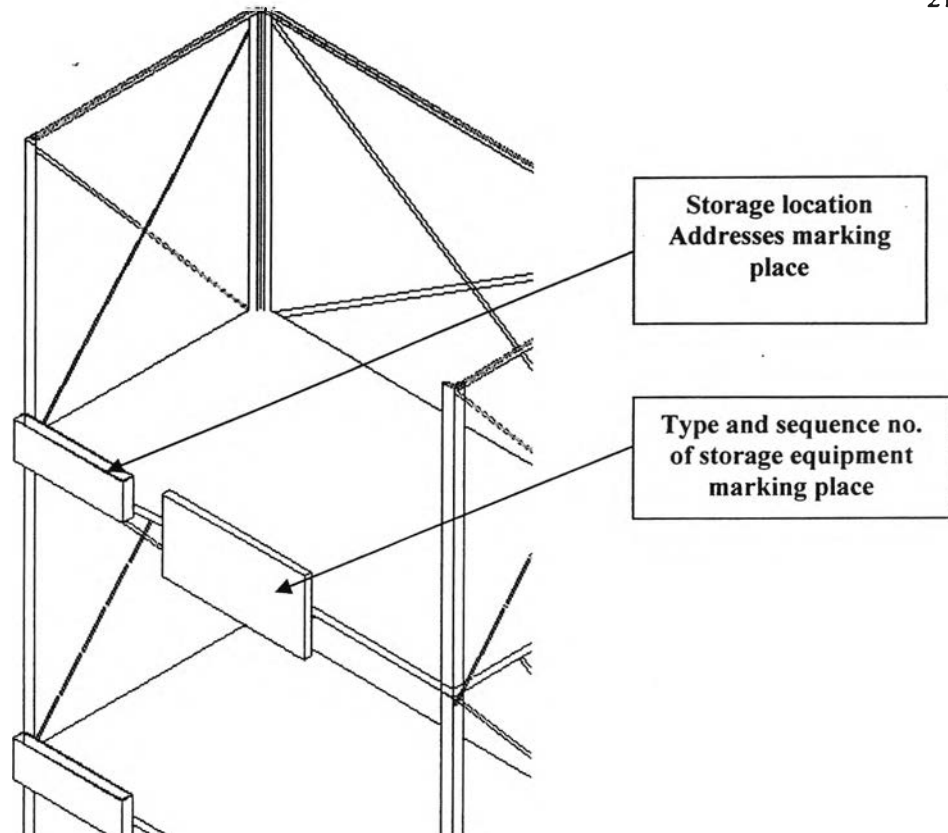 Storage location
Addresses marking
place
Type and sequence no.
of storage equipment
marking place